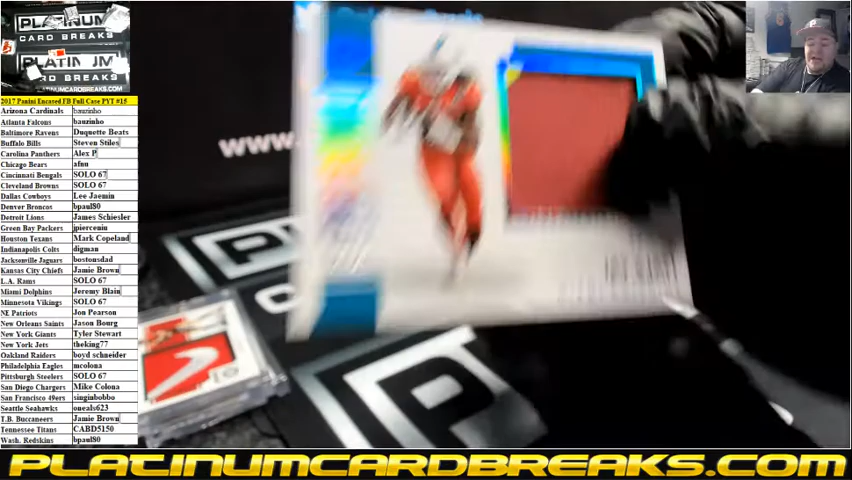 PLATINUM
CARD BREAKS
PLATINUM
CARD BREAKS
PLATINUMCARDBREAKS.COM
2017 Panini Encased FB Full Case PYT #15
Arizona Cardinals bauzinho
Atlanta Falcons bauzinho
Baltimore Ravens Duquette Beats
Buffalo Bills Steven Stiles
Carolina Panthers Alex P
Chicago Bears afnu
Cincinnati Bengals SOLO 67
Cleveland Browns SOLO 67
Dallas Cowboys Lee Jaemin
Denver Broncos bpaul80
Detroit Lions James Schiesler
Green Bay Packers jpierceniu
Houston Texans Mark Copeland
Indianapolis Colts digman
Jacksonville Jaguars bostonsdad
Kansas City Chiefs Jamie Brown
L.A. Rams SOLO 67
Miami Dolphins Jeremy Blain
Minnesota Vikings SOLO 67
NE Patriots Jon Pearson
New Orleans Saints Jason Bourg
New York Giants Tyler Stewart
New York Jets theking77
Oakland Raiders boyd schneider
Philadelphia Eagles mcolona
Pittsburgh Steelers SOLO 67
San Diego Chargers Mike Colona
San Francisco 49ers singinbobbo
Seattle Seahawks oneals623
T.B. Buccaneers Jamie Brown
Tennessee Titans CABD5150
Wash. Redskins bpaul80
www.
P
P
PLATINUMCARDBREAKS.COM